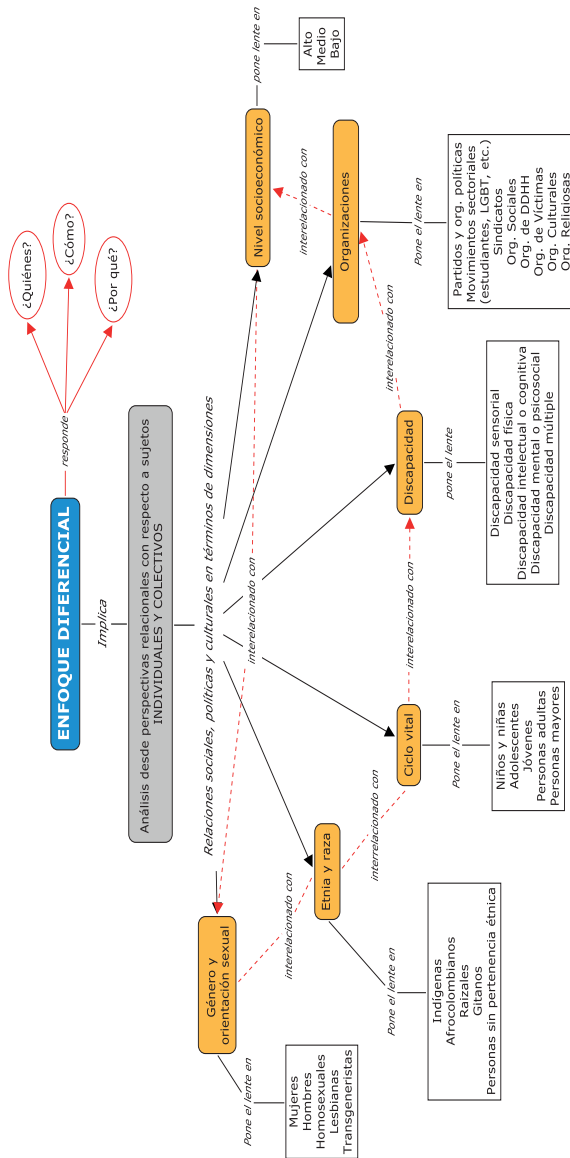 ENFOQUE DIFERENCIAL
responde
¿Quiénes?
¿Cómo?
¿Por qué?
Implica
Análisis desde perspectivas relacionales con respecto a sujetos
INDIVIDUALES Y COLECTIVOS
Relaciones sociales, políticas y culturales en términos de dimensiones
Género y
orientación sexual
Pone el lente en
Mujeres
Hombres
Homosexuales
Lesbianas
Transgeneristas
interelacionado con
Etnia y raza
Pone el lente en
Indígenas
Afrocolombianos
Raizales
Gitanos
Personas sin pertenencia étnica
interrelacionado con
Ciclo vital
Pone el lente en
Niños y niñas
Adolescentes
Jóvenes
Personas adultas
Personas mayores
interelacionado con
Discapacidad
pone el lente
Discapacidad sensorial
Discapacidad física
Discapacidad intelectual o cognitiva
Discapacidad mental o psicosocial
Discapacidad múltiple
interelacionado con
Organizaciones
Pone el lente en
Partidos y org. políticas
Movimientos sectoriales
(estudiantes, LGBT, etc.)
Sindicatos
Org. Sociales
Org. de DDHH
Org. de Víctimas
Org. Culturales
Org. Religiosas
interelacionado con
Nivel socioeconómico
pone lente en
Alto
Medio
Bajo
interelacionado con